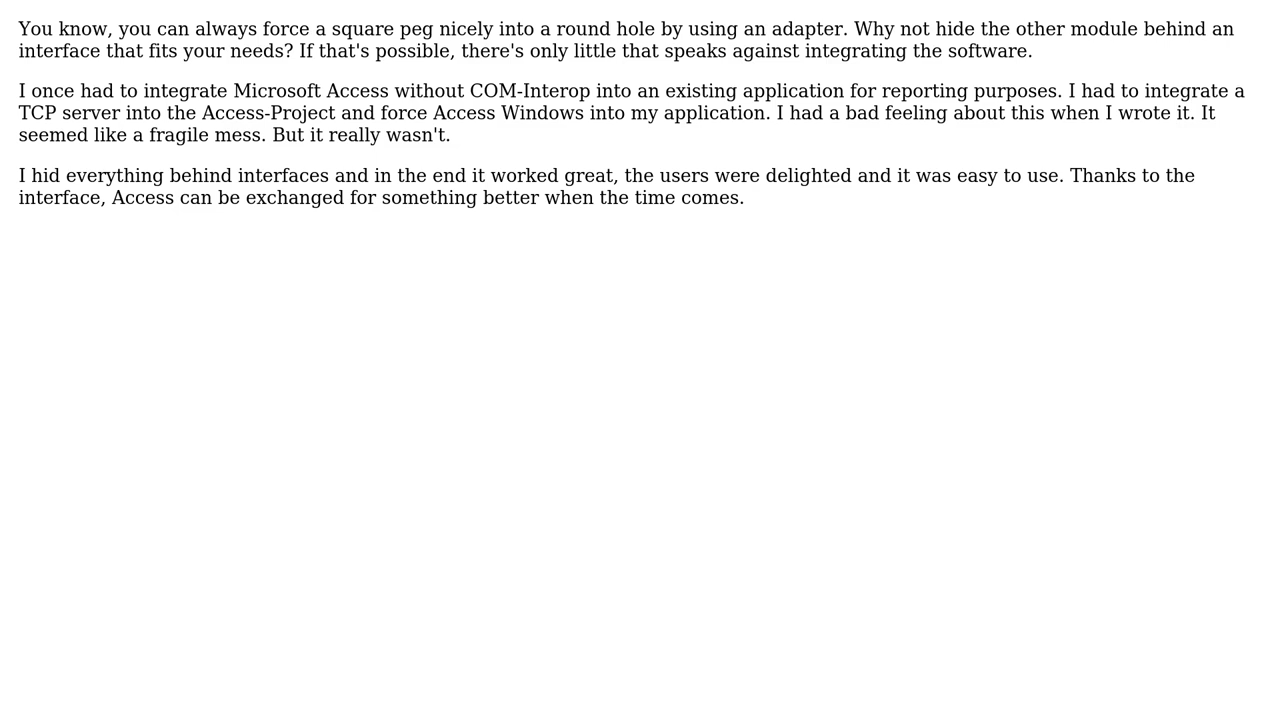 You know, you can always force a square peg nicely into a round hole by using an adapter. Why not hide the other module behind an
interface that fits your needs? If that's possible, there's only little that speaks against integrating the software.
I once had to integrate Microsoft Access without COM-Interop into an existing application for reporting purposes. I had to integrate a
TCP server into the Access-Project and force Access Windows into my application. I had a bad feeling about this when I wrote it. It
seemed like a fragile mess. But it really wasn't.
I hid everything behind interfaces and in the end it worked great, the users were delighted and it was easy to use. Thanks to the
interface, Access can be exchanged for something better when the time comes.